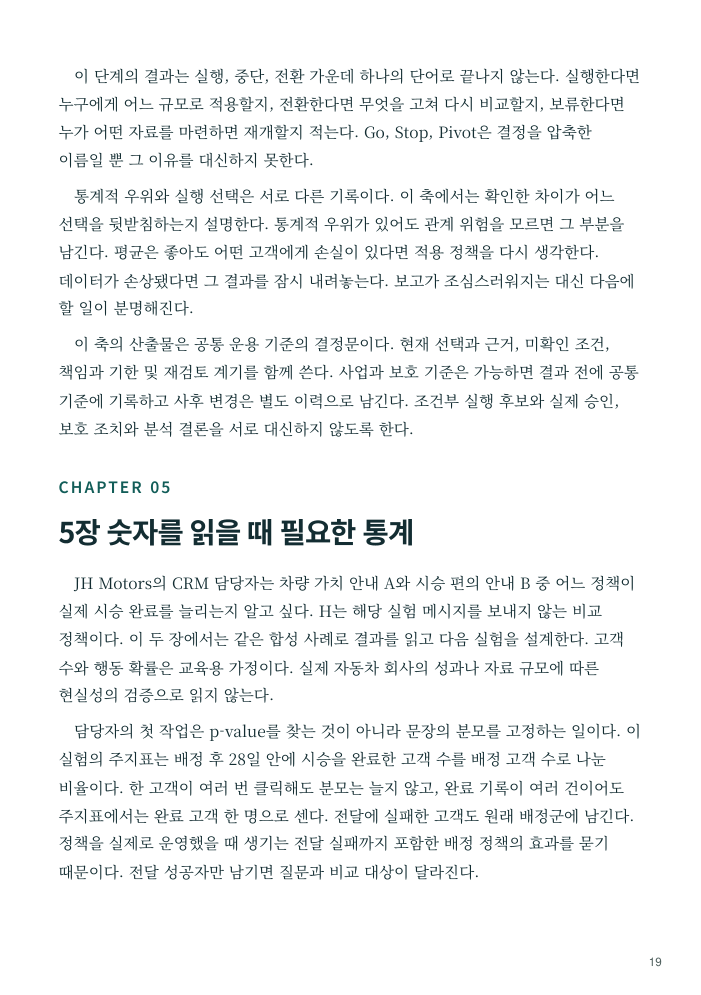 이 단계의 결과는 실행, 중단, 전환 가운데 하나의 단어로 끝나지 않는다. 실행한다면
누구에게 어느 규모로 적용할지, 전환한다면 무엇을 고쳐 다시 비교할지, 보류한다면
누가 어떤 자료를 마련하면 재개할지 적는다. Go, Stop, Pivot은 결정을 압축한
이름일 뿐 그 이유를 대신하지 못한다.
통계적 우위와 실행 선택은 서로 다른 기록이다. 이 축에서는 확인한 차이가 어느
선택을 뒷받침하는지 설명한다. 통계적 우위가 있어도 관계 위험을 모르면 그 부분을
남긴다. 평균은 좋아도 어떤 고객에게 손실이 있다면 적용 정책을 다시 생각한다.
데이터가 손상됐다면 그 결과를 잠시 내려놓는다. 보고가 조심스러워지는 대신 다음에
할 일이 분명해진다.
이 축의 산출물은 공통 운용 기준의 결정문이다. 현재 선택과 근거, 미확인 조건,
책임과 기한 및 재검토 계기를 함께 쓴다. 사업과 보호 기준은 가능하면 결과 전에 공통
기준에 기록하고 사후 변경은 별도 이력으로 남긴다. 조건부 실행 후보와 실제 승인,
보호 조치와 분석 결론을 서로 대신하지 않도록 한다.
CHAPTER 05
5장 숫자를 읽을 때 필요한 통계
JH Motors의 CRM 담당자는 차량 가치 안내 A와 시승 편의 안내 B 중 어느 정책이
실제 시승 완료를 늘리는지 알고 싶다. H는 해당 실험 메시지를 보내지 않는 비교
정책이다. 이 두 장에서는 같은 합성 사례로 결과를 읽고 다음 실험을 설계한다. 고객
수와 행동 확률은 교육용 가정이다. 실제 자동차 회사의 성과나 자료 규모에 따른
현실성의 검증으로 읽지 않는다.
담당자의 첫 작업은 p-value를 찾는 것이 아니라 문장의 분모를 고정하는 일이다. 이
실험의 주지표는 배정 후 28일 안에 시승을 완료한 고객 수를 배정 고객 수로 나눈
비율이다. 한 고객이 여러 번 클릭해도 분모는 늘지 않고, 완료 기록이 여러 건이어도
주지표에서는 완료 고객 한 명으로 센다. 전달에 실패한 고객도 원래 배정군에 남긴다.
정책을 실제로 운영했을 때 생기는 전달 실패까지 포함한 배정 정책의 효과를 묻기
때문이다. 전달 성공자만 남기면 질문과 비교 대상이 달라진다.
19